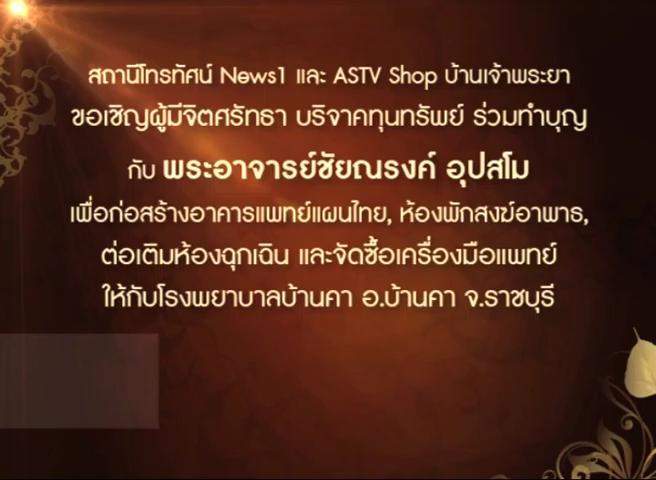 สถานีโทรทัศน์ News1 และ ASTV Shop บ้านเจ้าพระยา
ขอเชิญผู้มีจิตศรัทธา บริจาคทุนทรัพย์ ร่วมทำบุญ
กับ พระอาจารย์ชัยณรงค์ อุปสโม
เพื่อก่อสร้างอาคารแพทย์แผนไทย, ห้องพักสงฆ์อาพาธ,
ต่อเติมห้องฉุกเฉิน และจัดซื้อเครื่องมือแพทย์
ให้กับโรงพยาบาลบ้านคา อ.บ้านคา จ.ราชบุรี